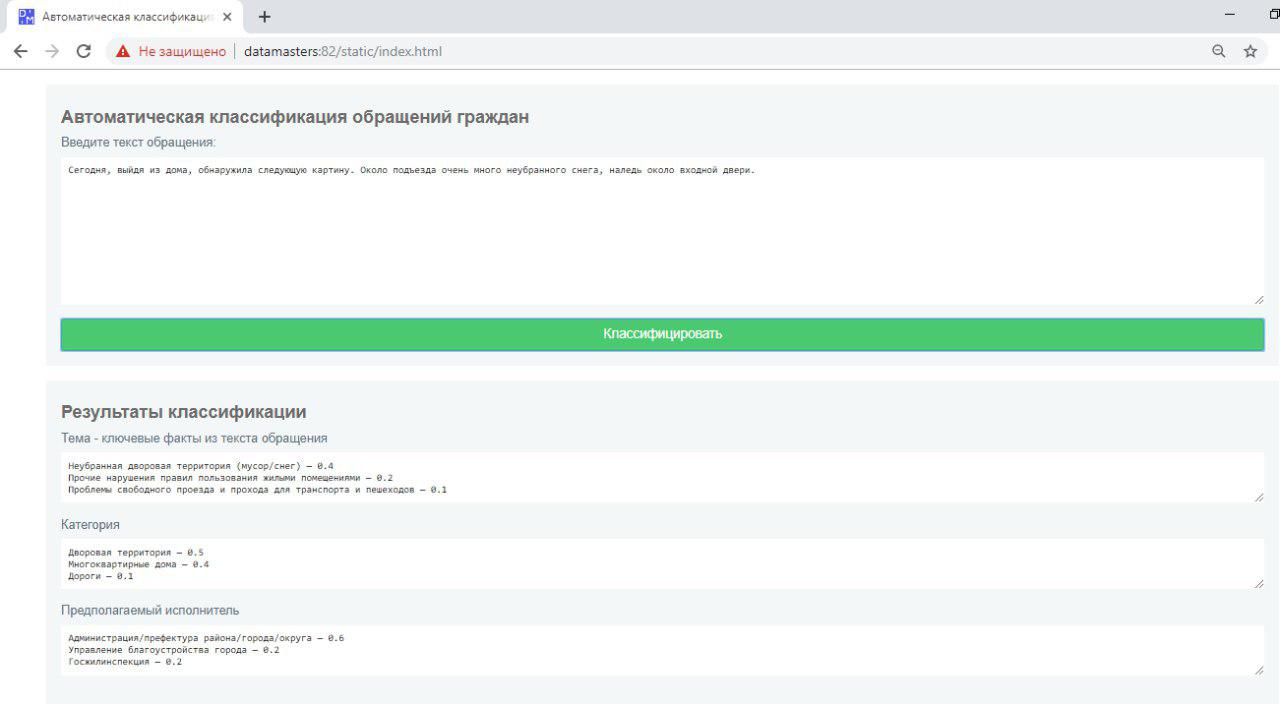 Автоматическая классификация
Не защищено
datamasters:82/static/index.html
Автоматическая классификация обращений граждан
Введите текст обращения:
Сегодня, выйдя из дома, обнаружила следующую картину. Около подъезда очень много неубранного снега, наледь около входной двери.
Классифицировать
Результаты классификации
Тема - ключевые факты из текста обращения
Неубранная дворовая территория (мусор/снег) — 0.4
Прочие нарушения правил пользования жилыми помещениями — 0.2
Проблемы свободного проезда и прохода для транспорта и пешеходов — 0.1
Категория
Дворовая территория — 0.5
Многоквартирные дома — 0.4
Дороги — 0.1
Предполагаемый исполнитель
Администрация/префектура района/города/округа — 0.6
Управление благоустройства города — 0.2
Госжилинспекция — 0.2